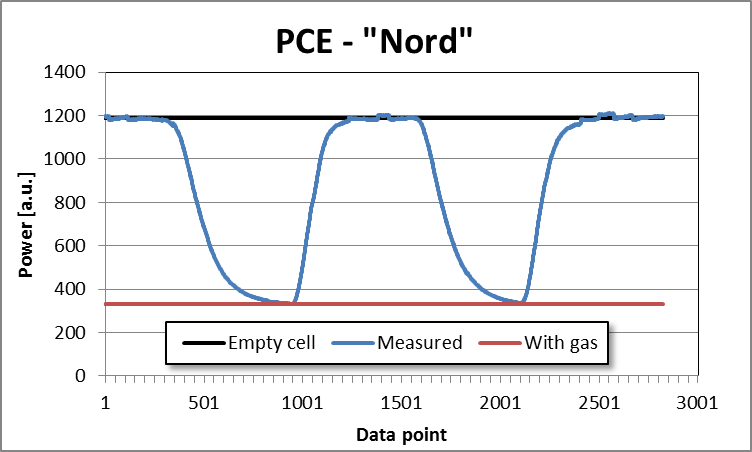 PCE - "Nord"
1400
1200
1000
800
600
400
200
0
Power [a.u.]
Empty cell Measured With gas
1 501 1001 1501 2001 2501 3001
Data point